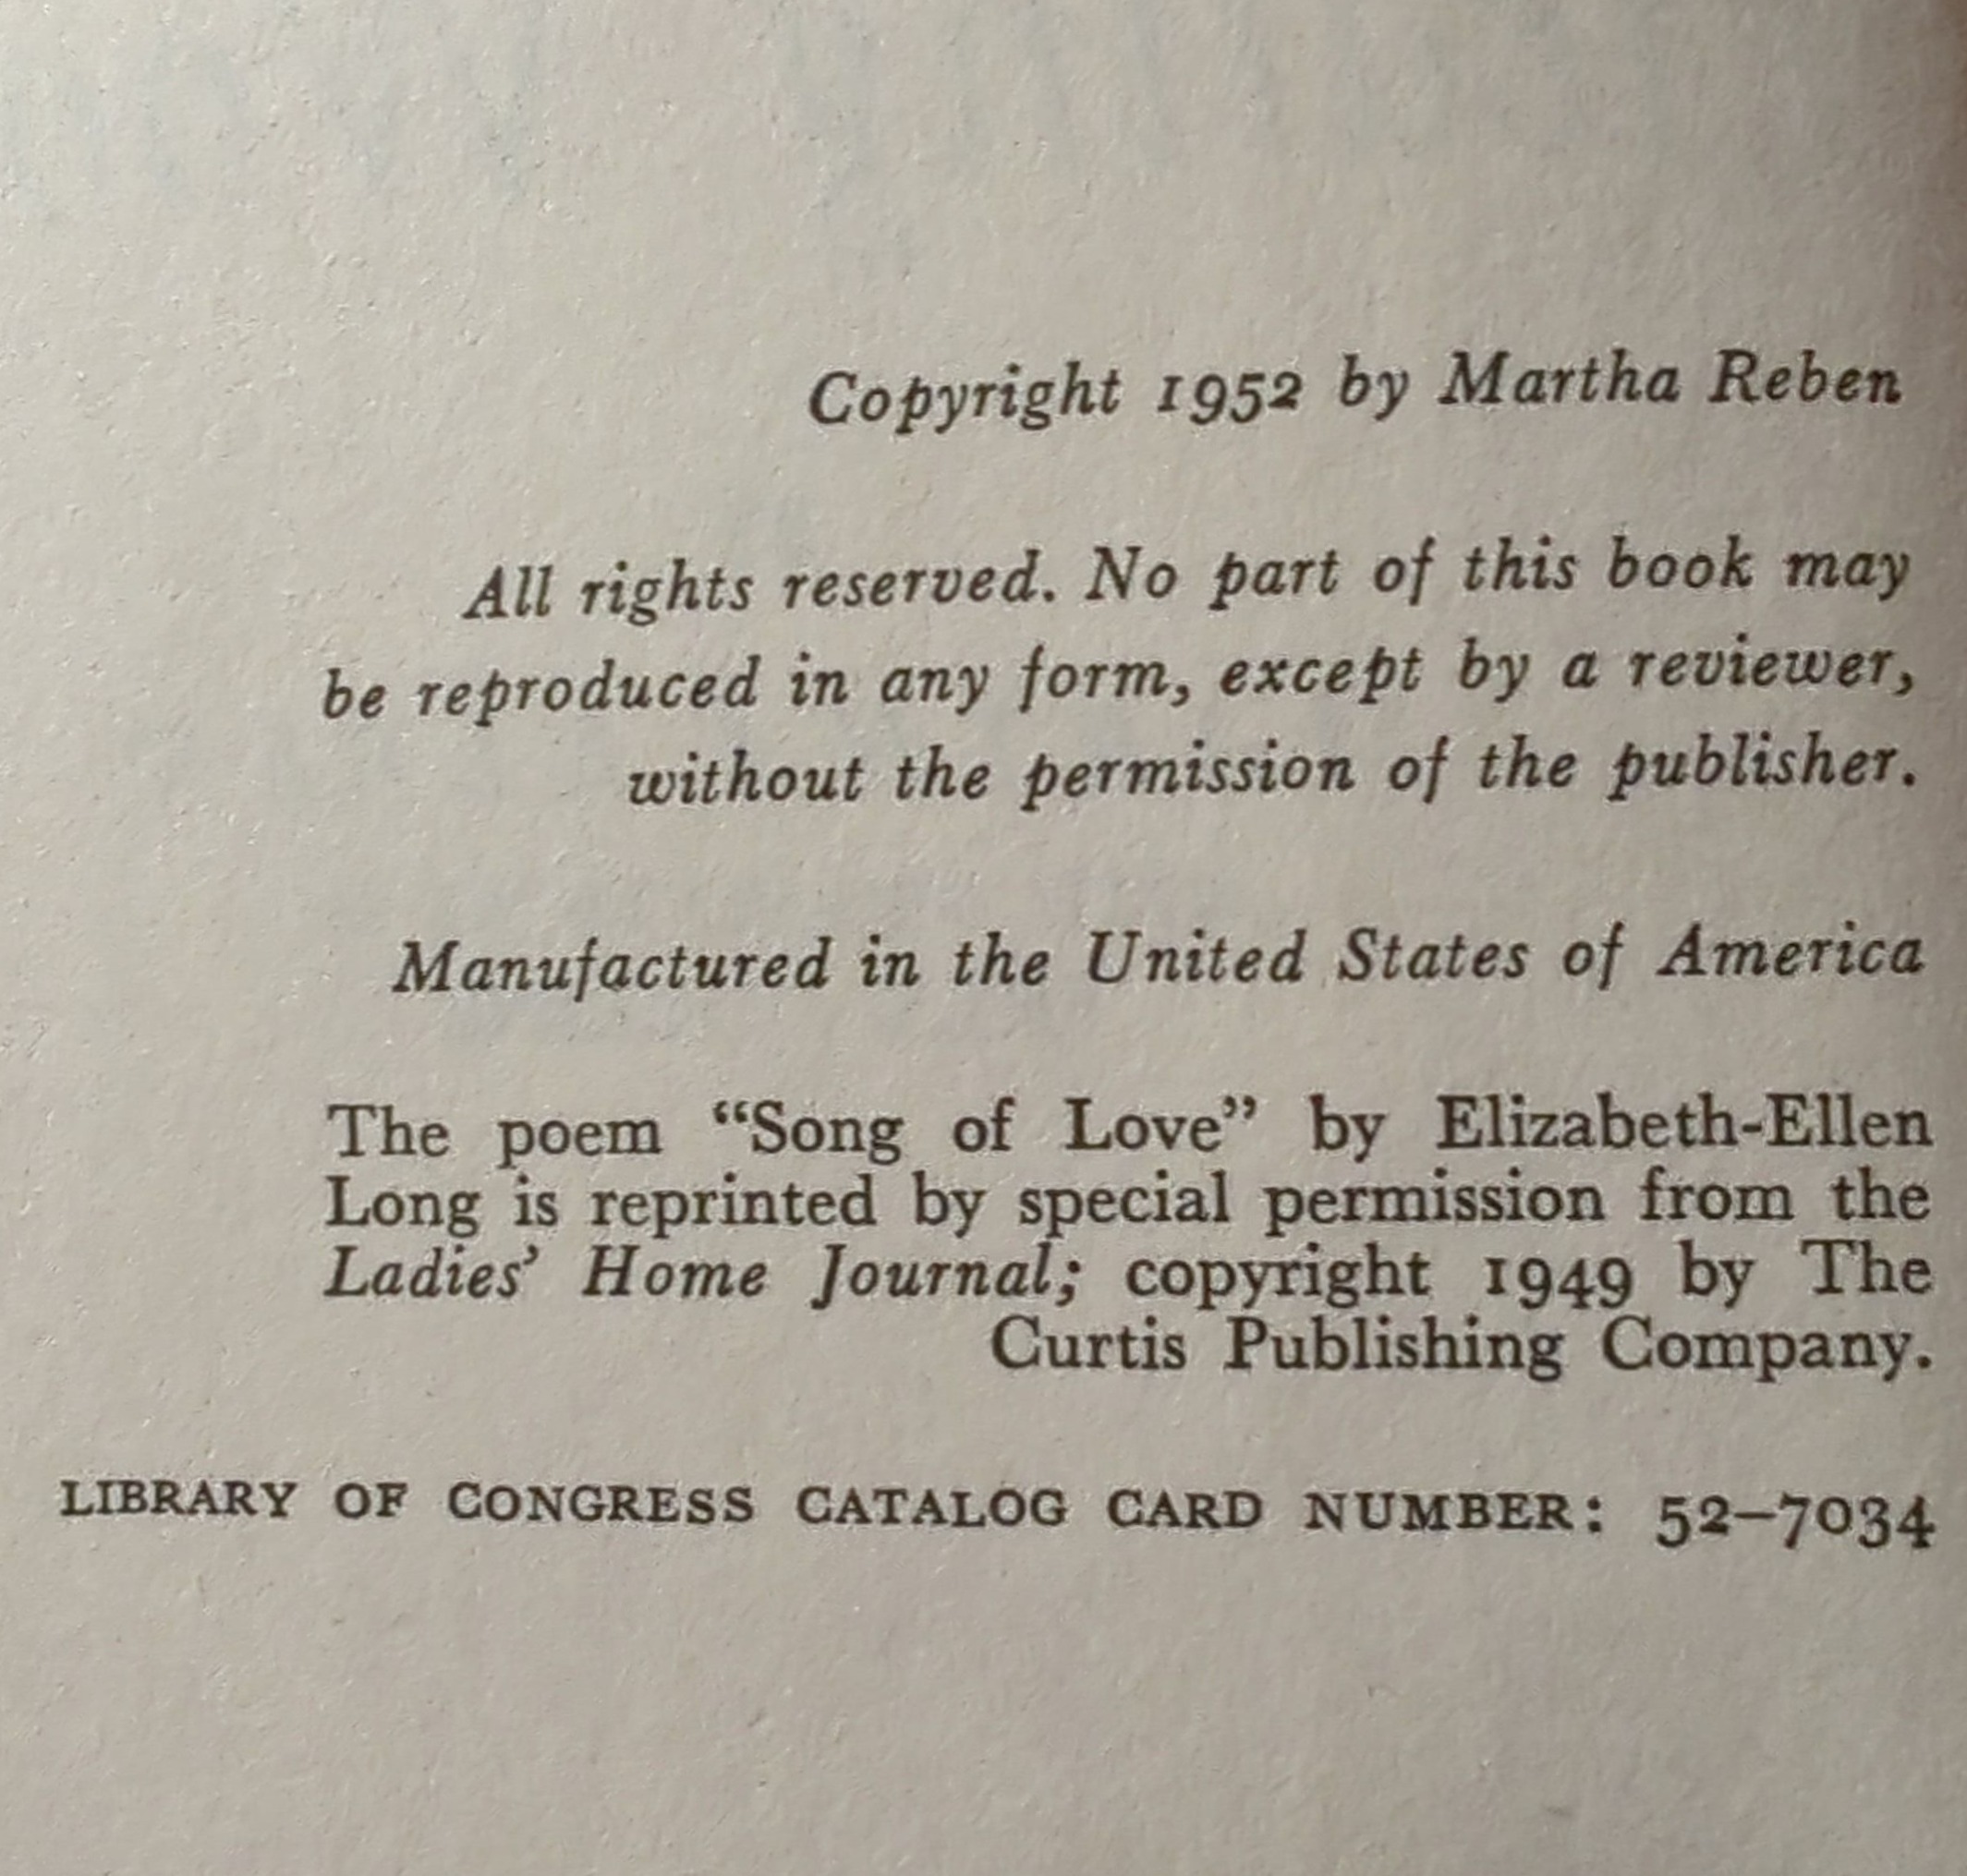 Copyright 1952 by Martha Reben
All rights reserved. No part of this book may
be reproduced in any form, except by a reviewer,
without the permission of the publisher.
Manufactured in the United States of America
The poem “Song of Love” by Elizabeth-Ellen
Long is reprinted by special permission from the
Ladies’ Home Journal; copyright 1949 by The
Curtis Publishing Company.
LIBRARY OF CONGRESS CATALOG CARD NUMBER: 52–7034